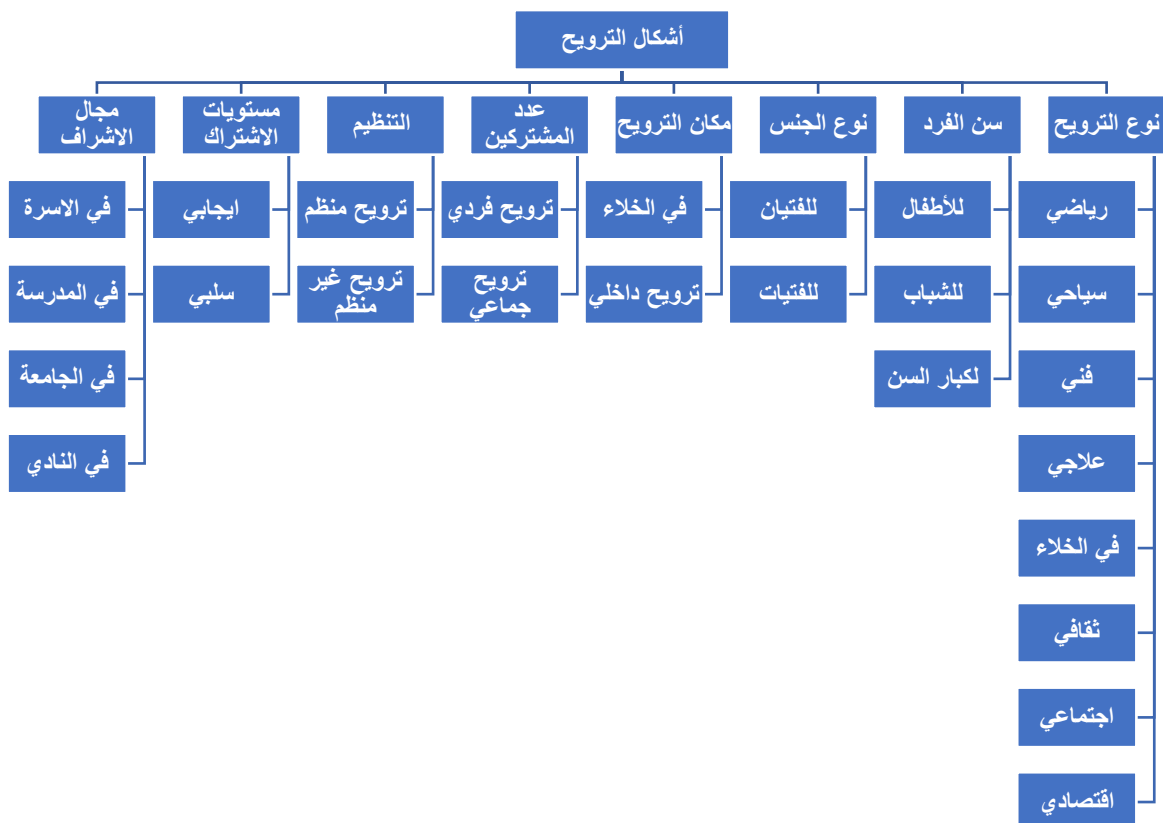 أشكال الترويح
نوع الترويح
رياضي
سياحي
فني
علاجي
في الخلاء
ثقافي
اجتماعي
اقتصادي
سن الفرد
للأطفال
للشباب
لكبار السن
نوع الجنس
للفتيان
للفتيات
مكان الترويح
في الخلاء
ترويح داخلي
عدد
المشتركين
ترويح فردي
ترويح
جماعي
التنظيم
ترويح منظم
ترويح غير
منظم
مستويات
الاشتراك
ايجابي
سلبي
مجال
الاشراف
في الاسرة
في المدرسة
في الجامعة
في النادي